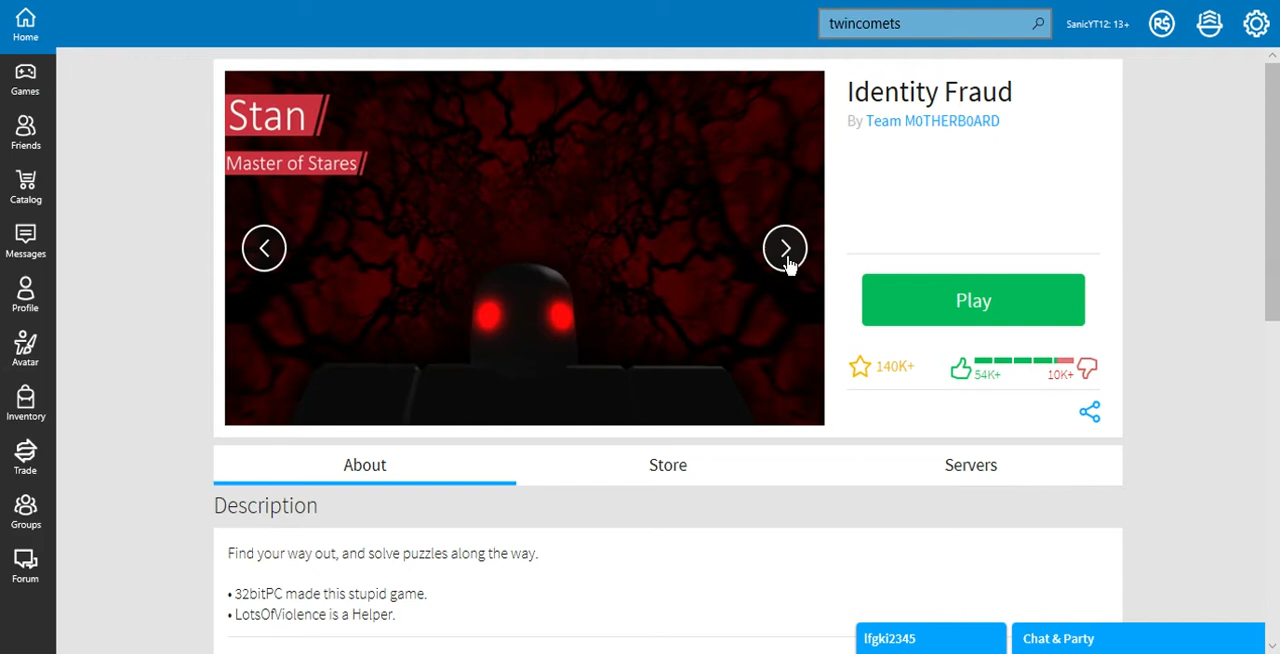 Home
twincomets
SanicYT12: 13+
R$
Games
Friends
Catalog
Messages
Profile
Avatar
Inventory
Trade
Groups
Forum
Stan
Master of Stares
Identity Fraud
By Team M0THERB0ARD
Play
140K+
54K+
10K+
About
Store
Servers
Description
Find your way out, and solve puzzles along the way.
• 32bitPC made this stupid game.
• LotsOfViolence is a Helper.
lfgki2345
Chat & Party